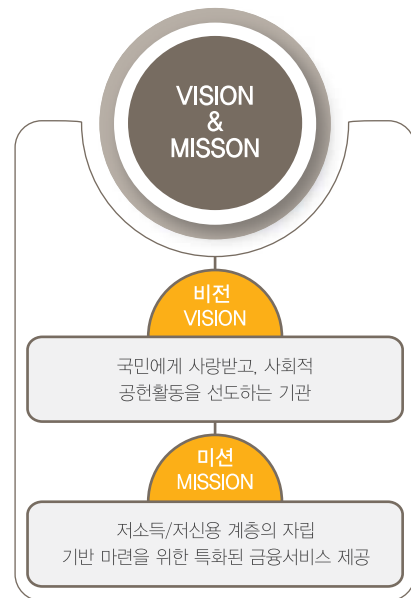 VISION
&
MISSON
비전
VISION
국민에게 사랑받고, 사회적
공헌활동을 선도하는 기관
미션
MISSION
저소득/저신용 계층의 자립
기반 마련을 위한 특화된 금융서비스 제공